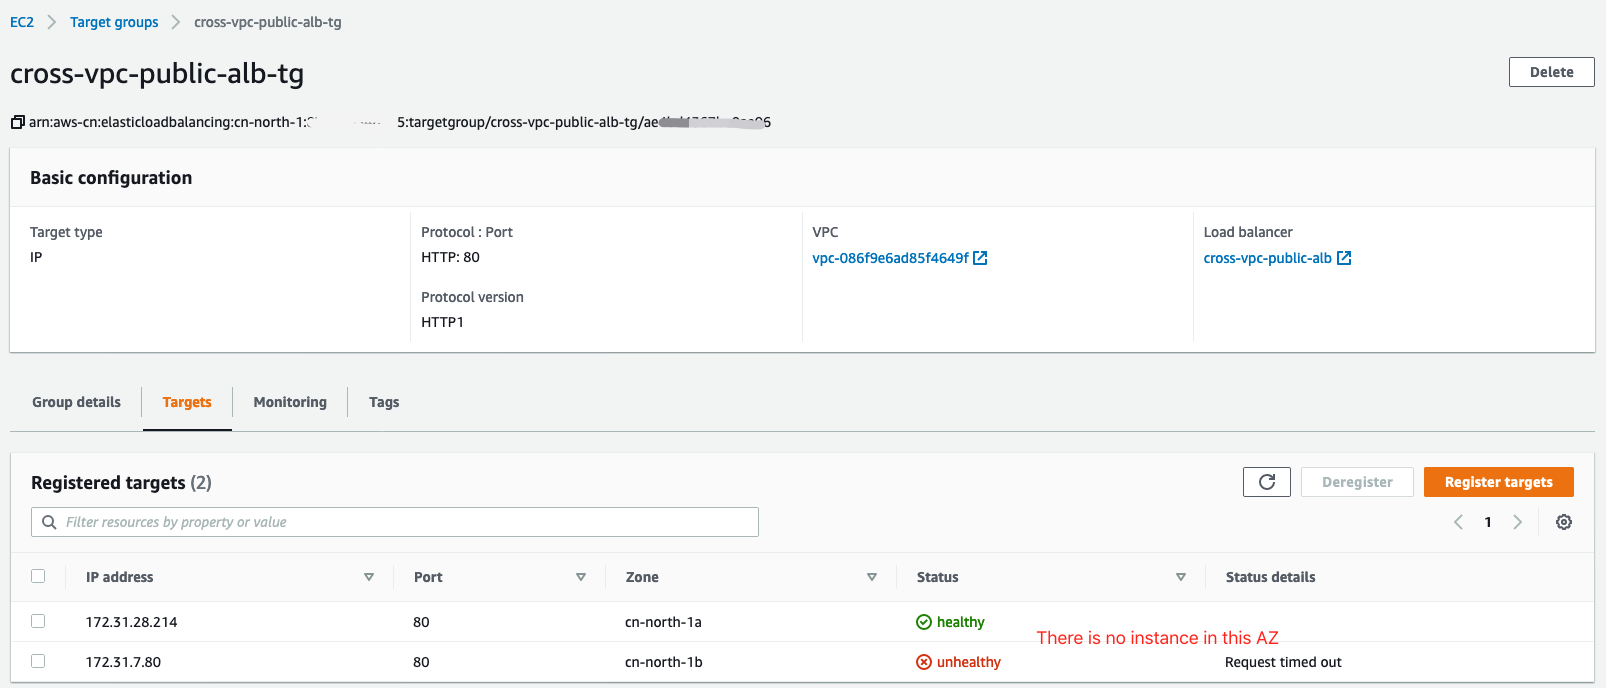 EC2 > Target groups > cross-vpc-public-alb-tg
cross-vpc-public-alb-tg
Delete
arn:aws-cn:elasticloadbalancing:cn-north-1: 5:targetgroup/cross-vpc-public-alb-tg/ae 6
Basic configuration
Target type
IP
Protocol : Port
HTTP: 80
Protocol version
HTTP1
VPC
vpc-086f9e6ad85f4649f
Load balancer
cross-vpc-public-alb
Group details Targets Monitoring Tags
Registered targets (2)
Deregister Register targets
Filter resources by property or value
1
IP address Port Zone Status Status details
172.31.28.214 80 cn-north-1a healthy
There is no instance in this AZ
172.31.7.80 80 cn-north-1b unhealthy Request timed out